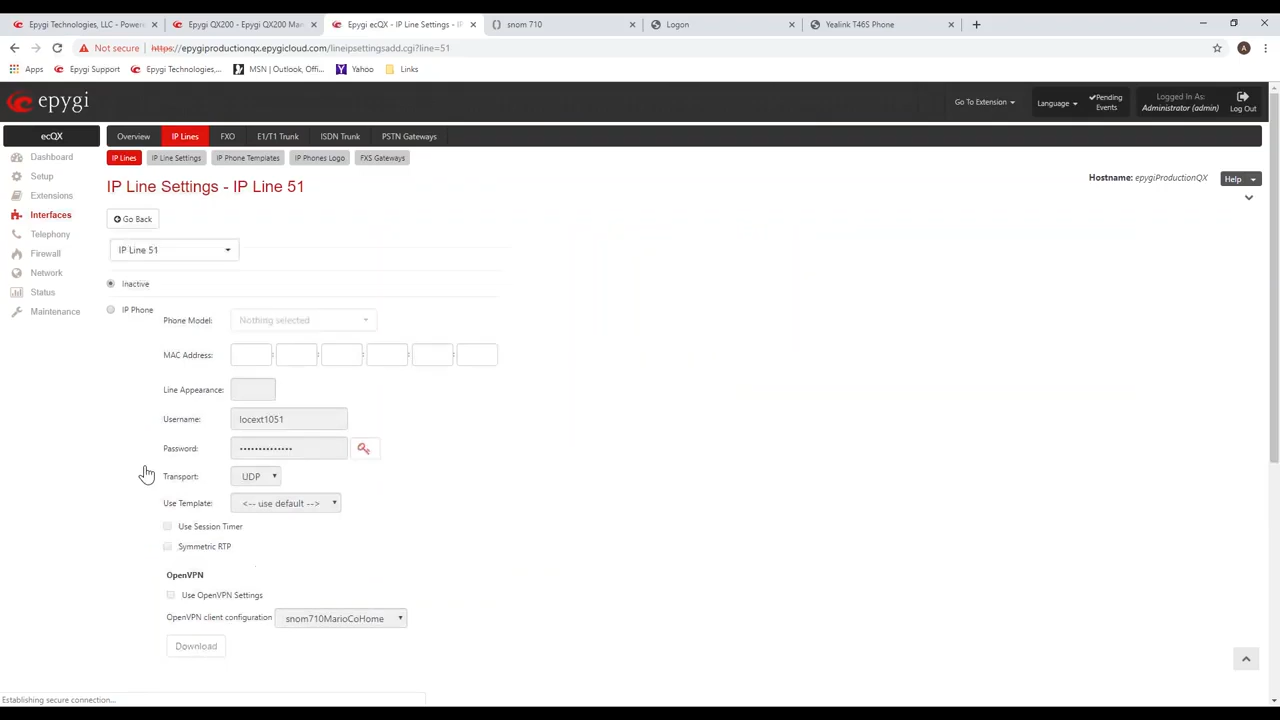 Epygi Technologies, LLC - Power
Epygi QX200 - Epygi QX200 Man
Epygi ecQX - IP Line Settings - I
snom 710
Logon
Yealink T46S Phone
Not secure
https://epygiproductionqx.epygicloud.com/lineipsettingsadd.cgi?line=51
A
Apps
Epygi Support
Epygi Technologies,...
MSN | Outlook, Offi...
Yahoo
Links
epygi
Go To Extension
Language
Pending Events
Logged In As:
Administrator (admin)
Log Out
ecQX
Overview
IP Lines
FXO
E1/T1 Trunk
ISDN Trunk
PSTN Gateways
Dashboard
Setup
Extensions
Interfaces
Telephony
Firewall
Network
Status
Maintenance
IP Lines
IP Line Settings
IP Phone Templates
IP Phones Logo
FXS Gateways
IP Line Settings - IP Line 51
Hostname: epygiProductionQX
Help
Go Back
IP Line 51
Inactive
IP Phone
Phone Model: Nothing selected
MAC Address: : : : : :
Line Appearance:
Username: locext1051
Password: ••••••••••••••
Transport: UDP
Use Template: <-- use default -->
Use Session Timer
Symmetric RTP
OpenVPN
Use OpenVPN Settings
OpenVPN client configuration snom710MarioCoHome
Download
Establishing secure connection...